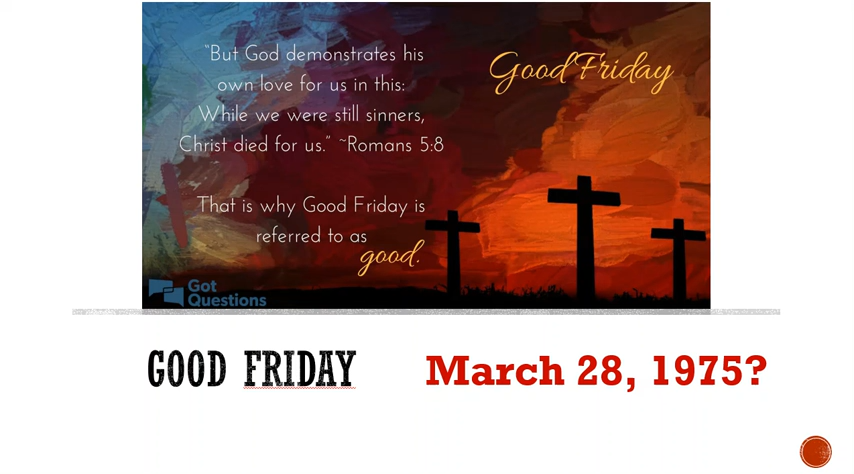 "But God demonstrates his
own love for us in this:
While we were still sinners,
Christ died for us." ~Romans 5:8
That is why Good Friday is
referred to as
good.
Good Friday
Got
Questions
GOOD FRIDAY
March 28, 1975?